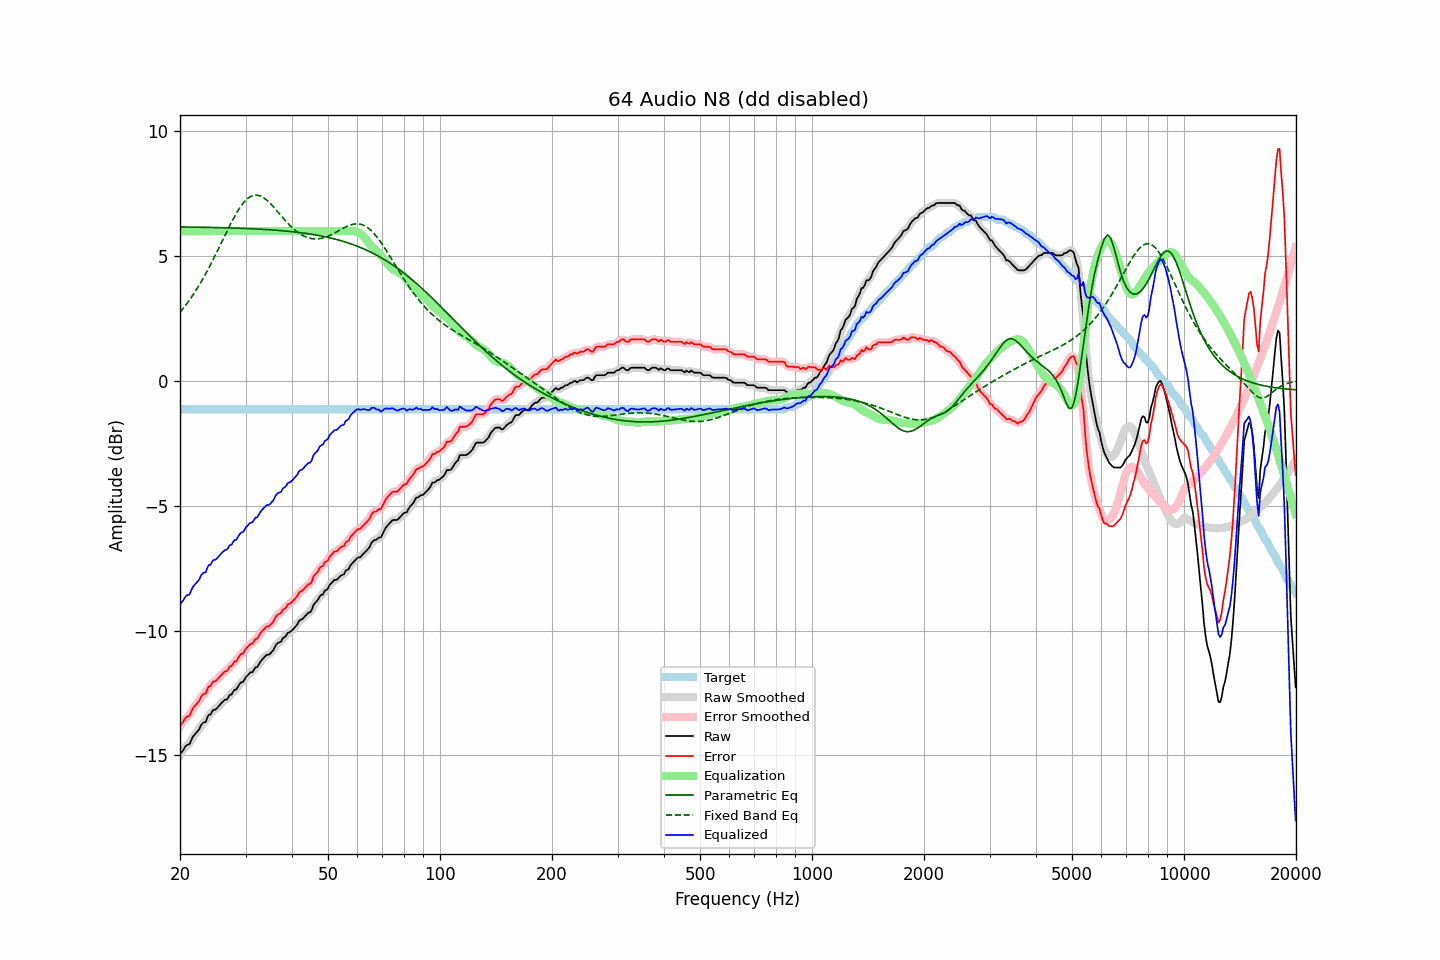 64 Audio N8 (dd disabled)
10
5
0
−5
−10
−15
Amplitude (dBr)
Target
Raw Smoothed
Error Smoothed
Raw
Error
Equalization
Parametric Eq
Fixed Band Eq
Equalized
20 50 100 200 500 1000 2000 5000 10000 20000
Frequency (Hz)